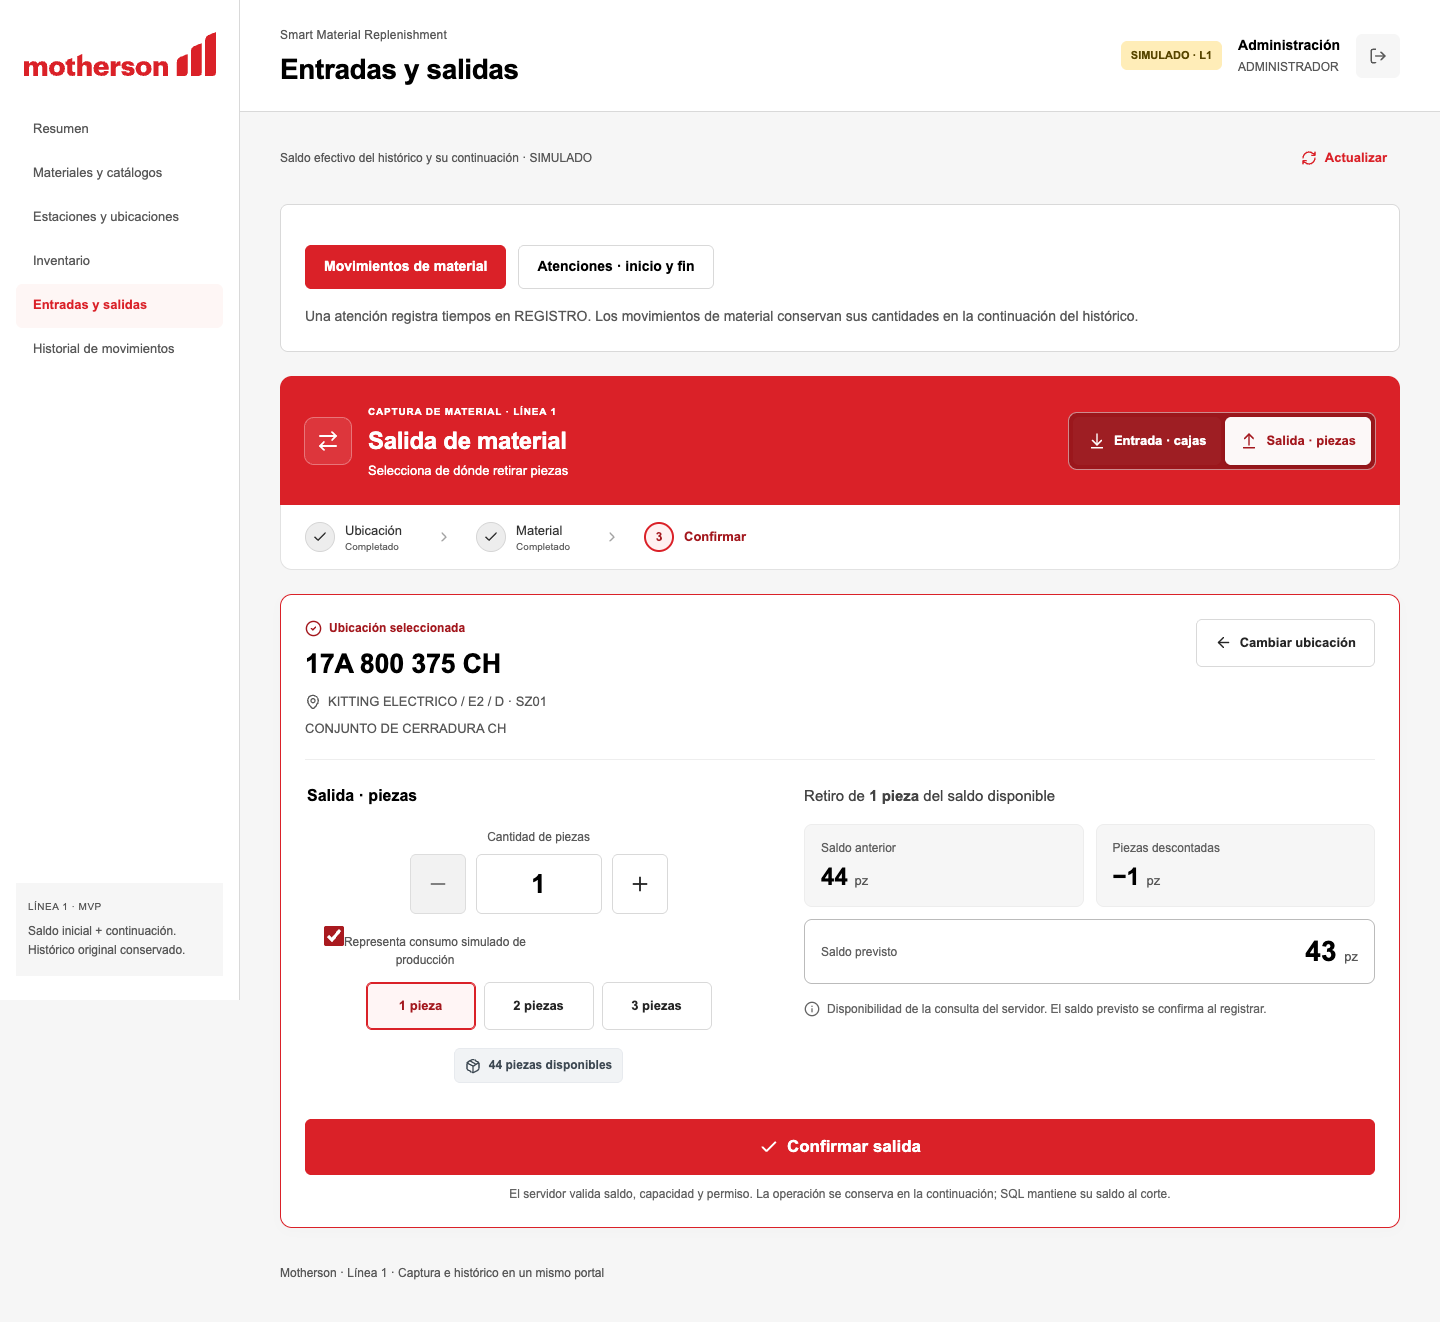 motherson
Resumen
Materiales y catálogos
Estaciones y ubicaciones
Inventario
Entradas y salidas
Historial de movimientos
LÍNEA 1 · MVP
Saldo inicial + continuación.
Histórico original conservado.
Smart Material Replenishment
Entradas y salidas
SIMULADO · L1
Administración
ADMINISTRADOR
Saldo efectivo del histórico y su continuación · SIMULADO
Actualizar
Movimientos de material
Atenciones · inicio y fin
Una atención registra tiempos en REGISTRO. Los movimientos de material conservan sus cantidades en la continuación del histórico.
CAPTURA DE MATERIAL · LÍNEA 1
Salida de material
Selecciona de dónde retirar piezas
Entrada · cajas
Salida · piezas
Ubicación
Completado
Material
Completado
3 Confirmar
Ubicación seleccionada
17A 800 375 CH
KITTING ELECTRICO / E2 / D · SZ01
CONJUNTO DE CERRADURA CH
Cambiar ubicación
Salida · piezas
Cantidad de piezas
1
Representa consumo simulado de
producción
1 pieza
2 piezas
3 piezas
44 piezas disponibles
Retiro de 1 pieza del saldo disponible
Saldo anterior
44 pz
Piezas descontadas
−1 pz
Saldo previsto
43 pz
Disponibilidad de la consulta del servidor. El saldo previsto se confirma al registrar.
Confirmar salida
El servidor valida saldo, capacidad y permiso. La operación se conserva en la continuación; SQL mantiene su saldo al corte.
Motherson · Línea 1 · Captura e histórico en un mismo portal